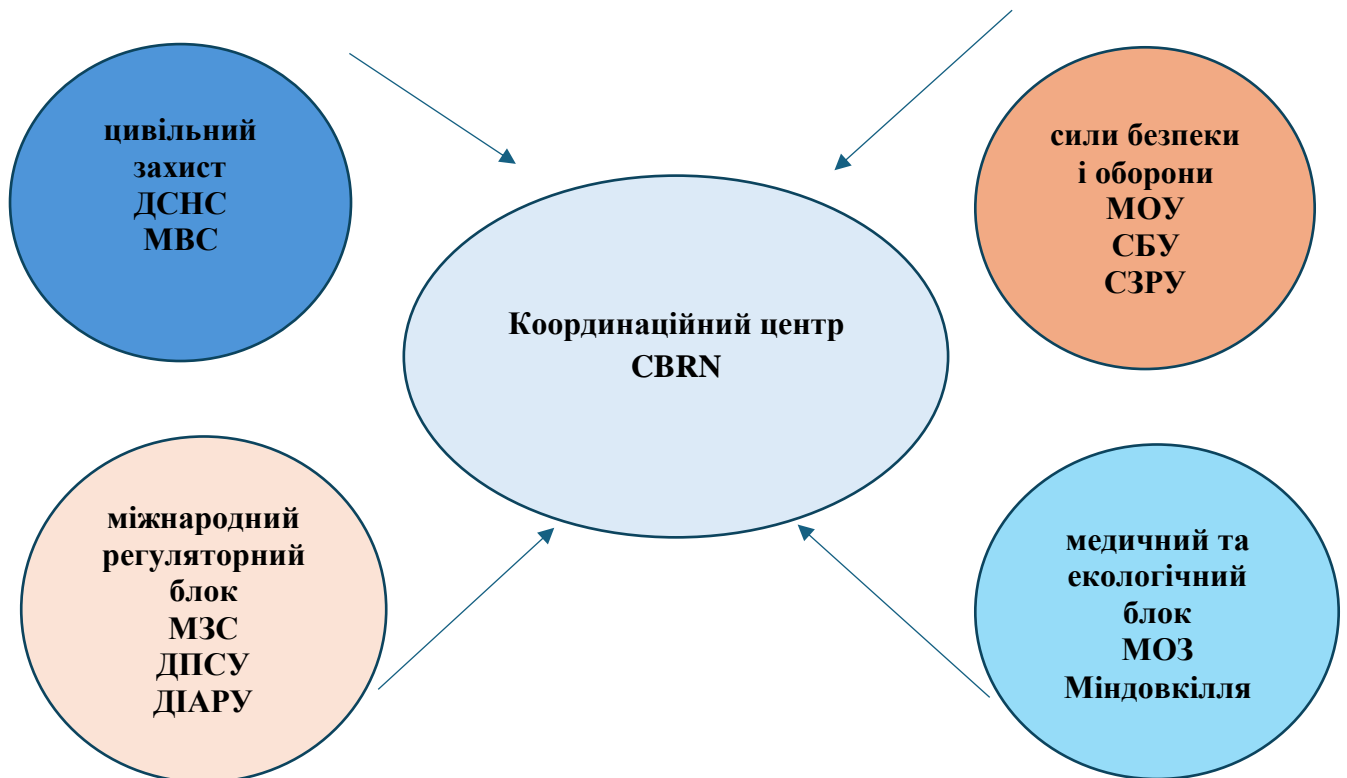 цивільний
захист
ДСНС
МВС
сили безпеки
і оборони
МОУ
СБУ
СЗРУ
Координаційний центр
CBRN
міжнародний
регуляторний
блок
МЗС
ДПСУ
ДІАРУ
медичний та
екологічний
блок
МОЗ
Міндовкілля